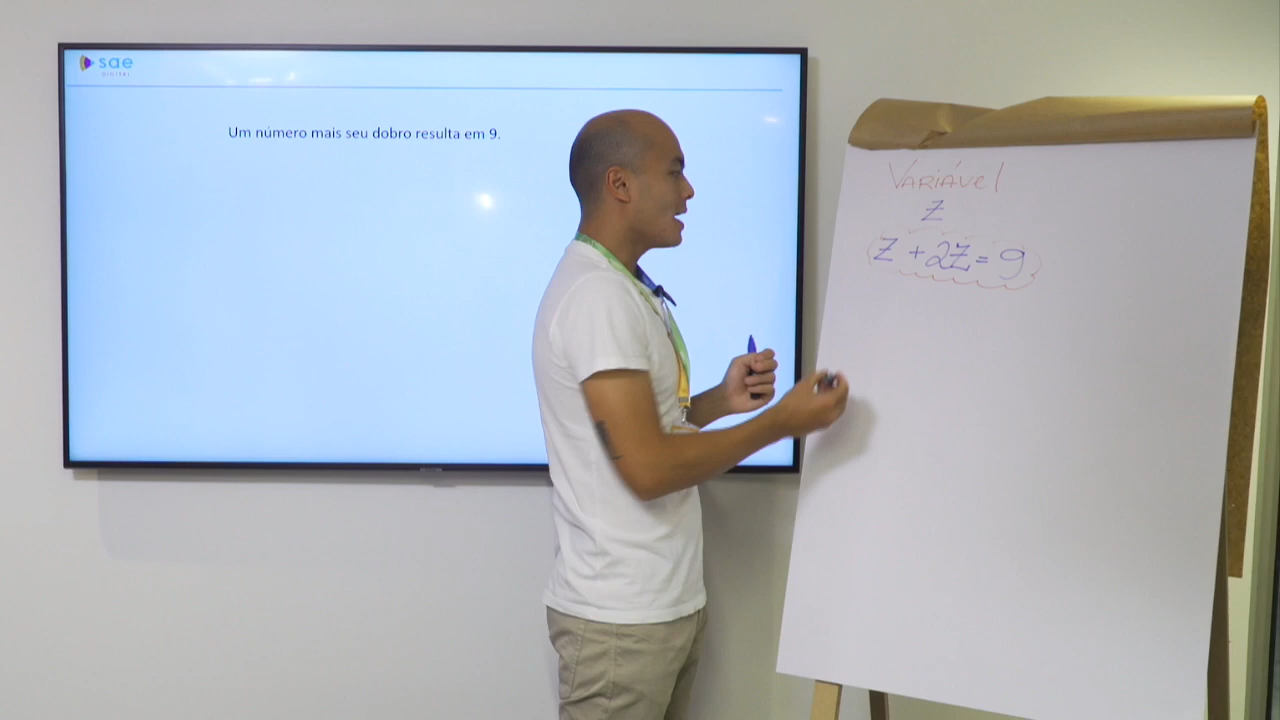 sae
DIGITAL
Um número mais seu dobro resulta em 9.
VARIÁVEl
Z
Z + 2Z = 9